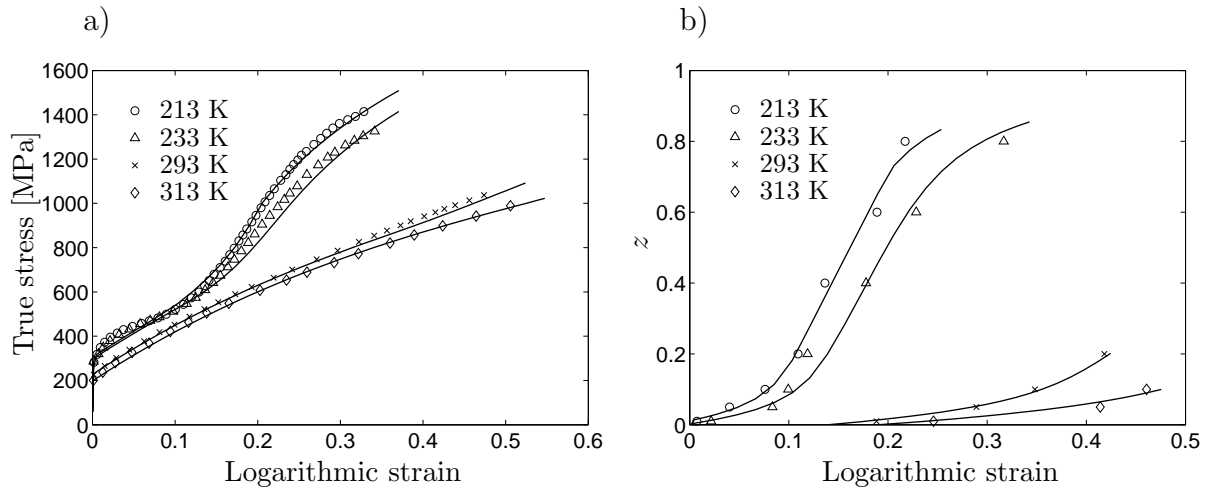 a)
1600
1400
1200
1000
800
600
400
200
0
0 0.1 0.2 0.3 0.4 0.5 0.6
True stress [MPa]
Logarithmic strain
213 K
233 K
293 K
313 K
b)
1
0.8
0.6
0.4
0.2
0
0 0.1 0.2 0.3 0.4 0.5
z
Logarithmic strain
213 K
233 K
293 K
313 K